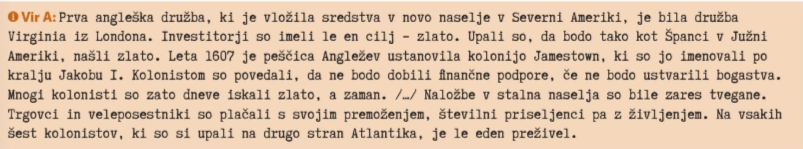 ❶ Vir A: Prva angleška družba, ki je vložila sredstva v novo naselje v Severni Ameriki, je bila družba
Virginia iz Londona. Investitorji so imeli le en cilj – zlato. Upali so, da bodo tako kot Španci v Južni
Ameriki, našli zlato. Leta 1607 je peščica Angležev ustanovila kolonijo Jamestown, ki so jo imenovali po
kralju Jakobu I. Kolonistom so povedali, da ne bodo dobili finančne podpore, če ne bodo ustvarili bogastva.
Mnogi kolonisti so zato dneve iskali zlato, a zaman. /…/ Naložbe v stalna naselja so bile zares tvegane.
Trgovci in veleposestniki so plačali s svojim premoženjem, številni priseljenci pa z življenjem. Na vsakih
šest kolonistov, ki so si upali na drugo stran Atlantika, je le eden preživel.